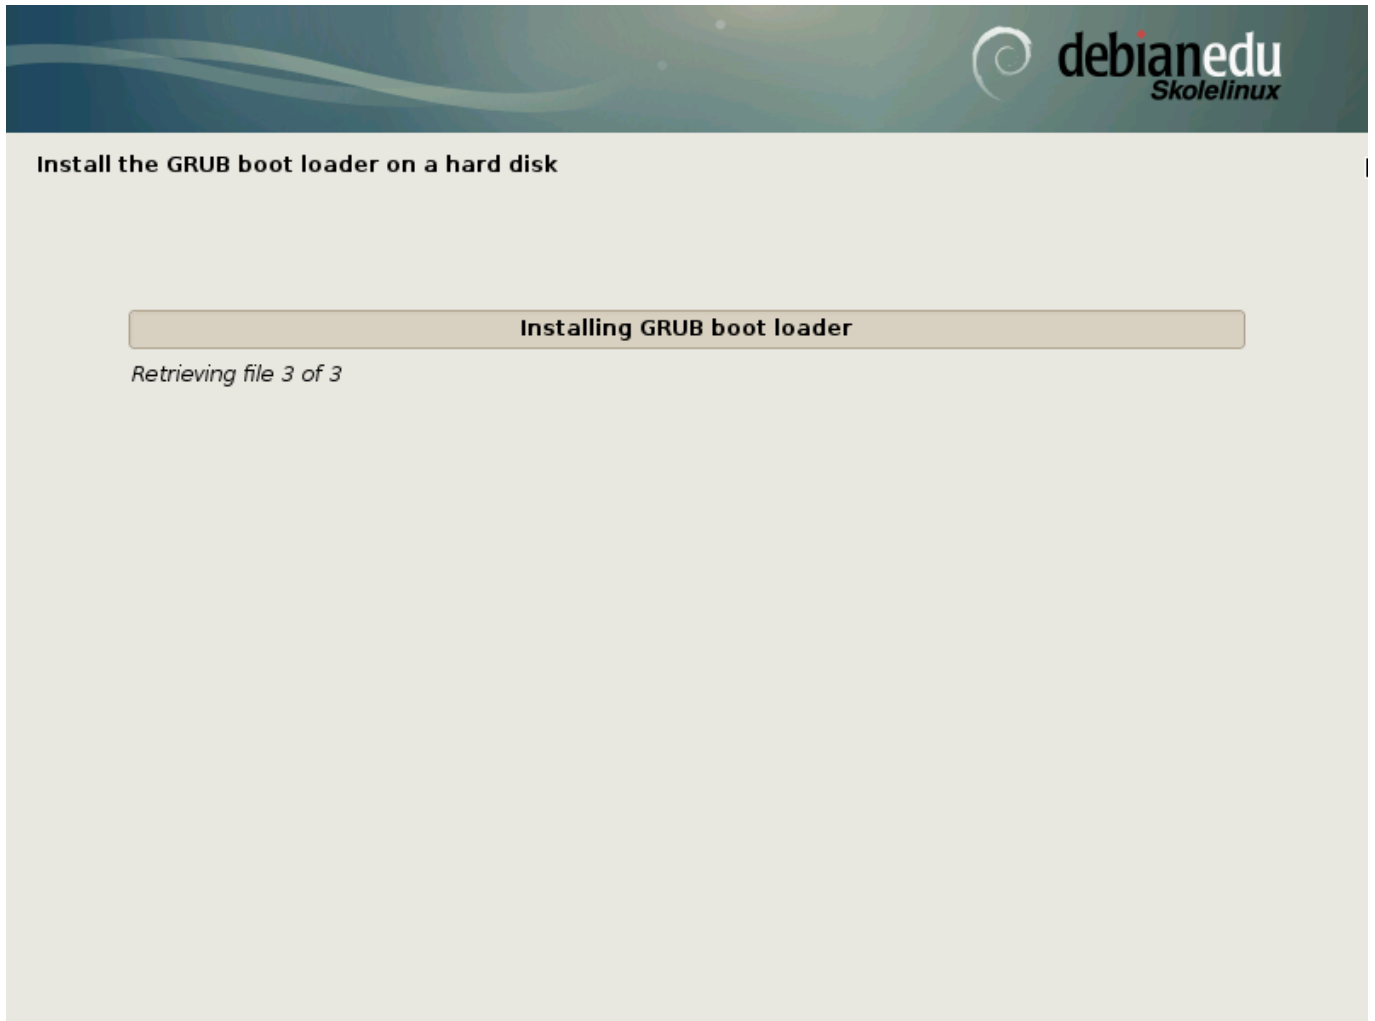 debianedu
Skolelinux
Install the GRUB boot loader on a hard disk
Installing GRUB boot loader
Retrieving file 3 of 3